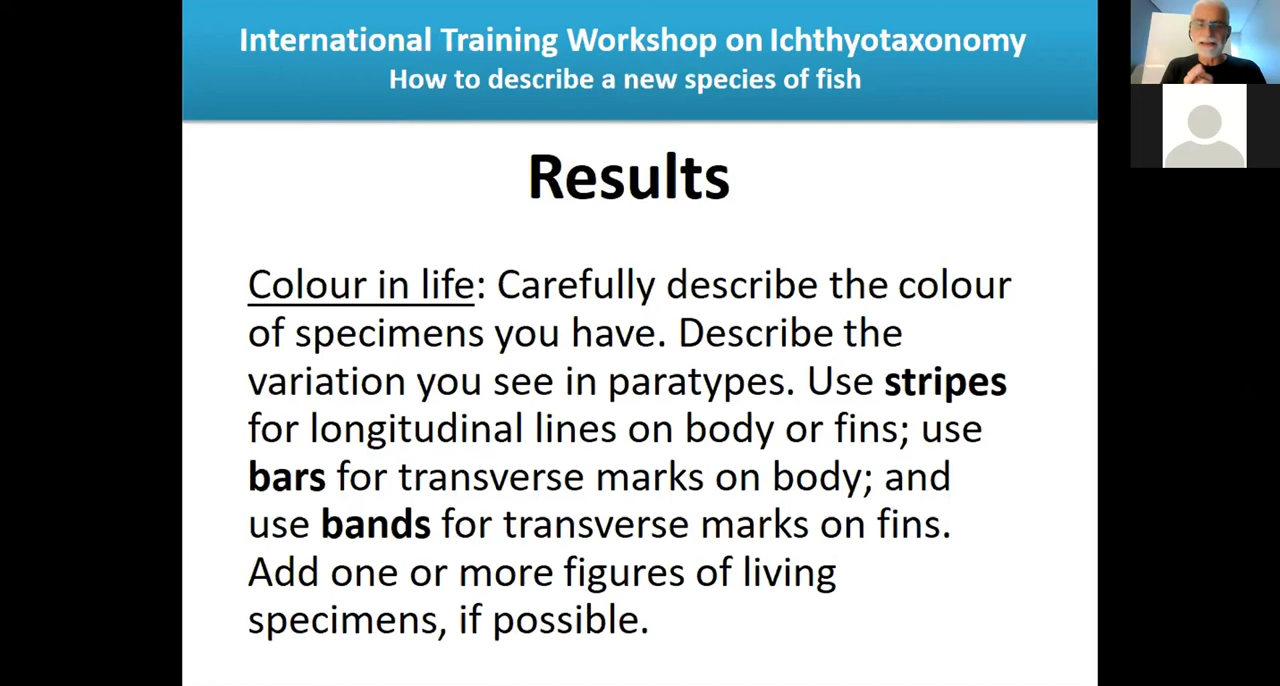 International Training Workshop on Ichthyotaxonomy
How to describe a new species of fish
Results
Colour in life: Carefully describe the colour
of specimens you have. Describe the
variation you see in paratypes. Use stripes
for longitudinal lines on body or fins; use
bars for transverse marks on body; and
use bands for transverse marks on fins.
Add one or more figures of living
specimens, if possible.